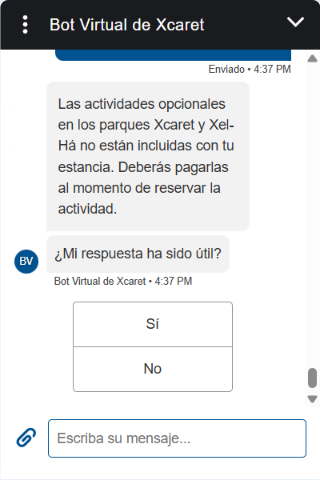 Bot Virtual de Xcaret
Enviado • 4:37 PM
Las actividades opcionales
en los parques Xcaret y Xel-
Há no están incluidas con tu
estancia. Deberás pagarlas
al momento de reservar la
actividad.
BV
¿Mi respuesta ha sido útil?
Bot Virtual de Xcaret • 4:37 PM
Sí
No
Escriba su mensaje...